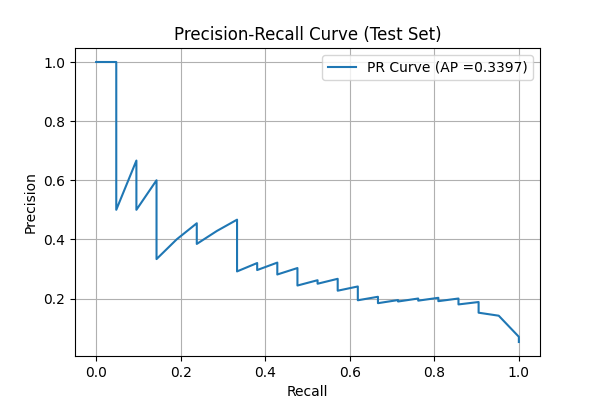 Precision-Recall Curve (Test Set)
PR Curve (AP =0.3397)
Precision
1.0
0.8
0.6
0.4
0.2
0.0 0.2 0.4 0.6 0.8 1.0
Recall